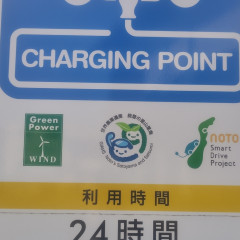 CHARGING POINT
Green
Power
WIND
NOTO
Smart
Drive
Project
利用時間
24時間